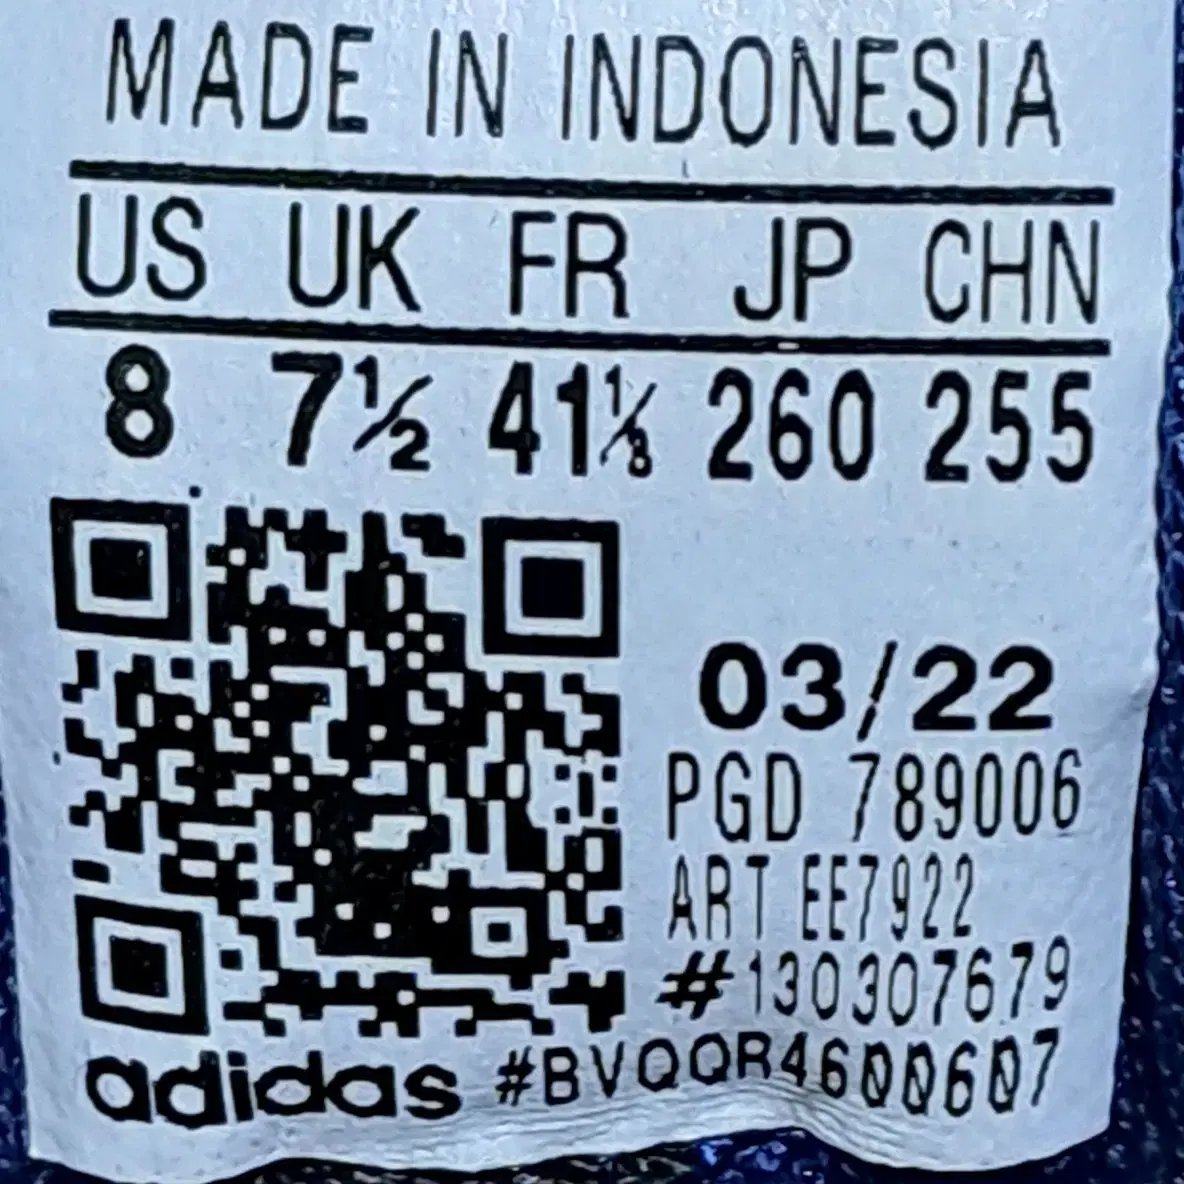 MADE IN INDONESIA
US UK FR JP CHN
8 7½ 41⅓ 260 255
03/22
PGD 789006
ART EE7922
#130307679
adidas #BVQQR4600607